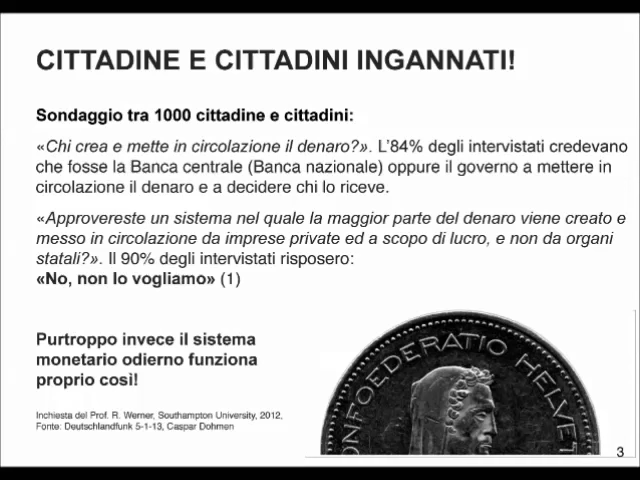 CITTADINE E CITTADINI INGANNATI!
Sondaggio tra 1000 cittadine e cittadini:
«Chi crea e mette in circolazione il denaro?». L'84% degli intervistati credevano
che fosse la Banca centrale (Banca nazionale) oppure il governo a mettere in
circolazione il denaro e a decidere chi lo riceve.
«Approvereste un sistema nel quale la maggior parte del denaro viene creato e
messo in circolazione da imprese private ed a scopo di lucro, e non da organi
statali?». Il 90% degli intervistati risposero:
«No, non lo vogliamo» (1)
Purtroppo invece il sistema
monetario odierno funziona
proprio così!
Inchiesta del Prof. R. Werner, Southampton University, 2012,
Fonte: Deutschlandfunk 5-1-13, Caspar Dohmen
ONFOEDERATIO HELVET
3